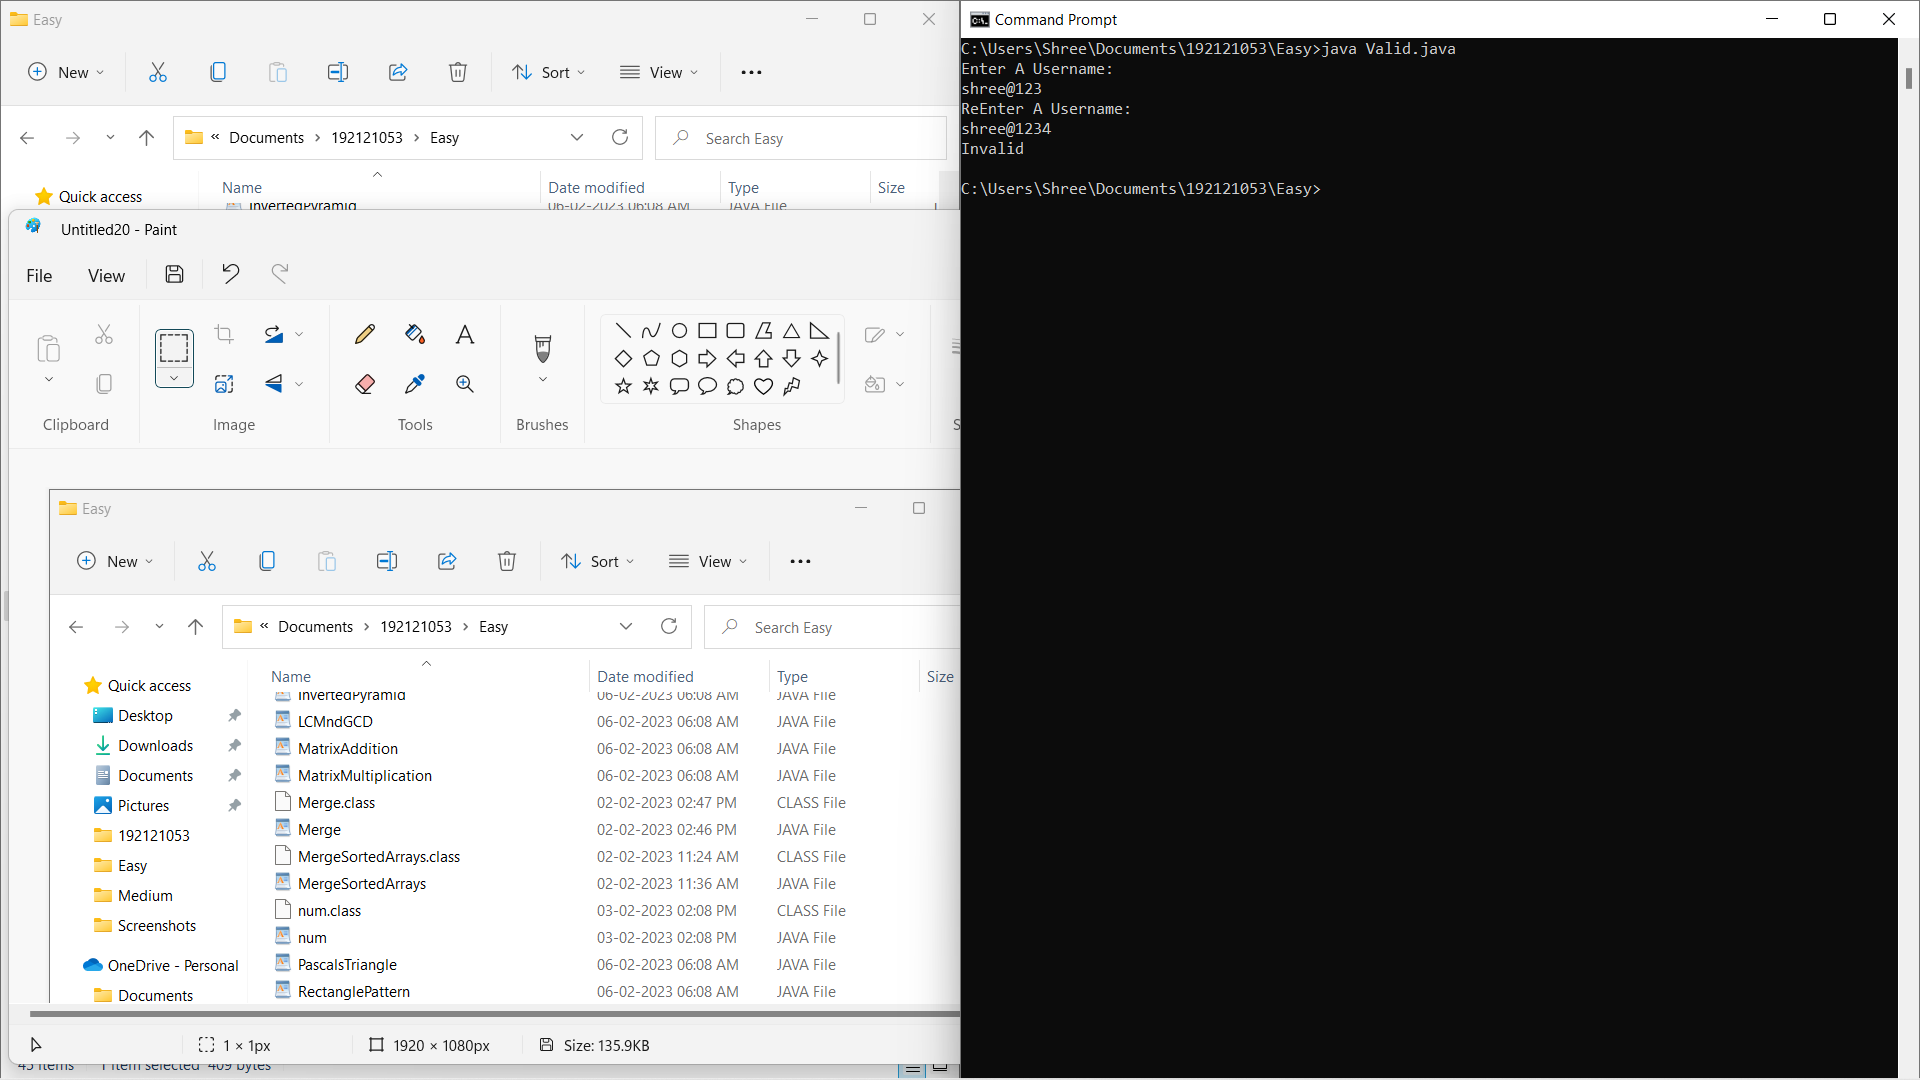 Easy
New
Sort
View
« Documents > 192121053 > Easy
Search Easy
Quick access
Name Date modified Type Size
InvertedPyramid 06-02-2023 06:08 AM JAVA File
Untitled20 - Paint
File View
Clipboard
Image
Tools
Brushes
Shapes
S
Easy
New
Sort
View
« Documents > 192121053 > Easy
Search Easy
Name Date modified Type Size
Quick access
Desktop
Downloads
Documents
Pictures
192121053
Easy
Medium
Screenshots
OneDrive - Personal
Documents
InvertedPyramid 06-02-2023 06:08 AM JAVA File
LCMndGCD 06-02-2023 06:08 AM JAVA File
MatrixAddition 06-02-2023 06:08 AM JAVA File
MatrixMultiplication 06-02-2023 06:08 AM JAVA File
Merge.class 02-02-2023 02:47 PM CLASS File
Merge 02-02-2023 02:46 PM JAVA File
MergeSortedArrays.class 02-02-2023 11:24 AM CLASS File
MergeSortedArrays 02-02-2023 11:36 AM JAVA File
num.class 03-02-2023 02:08 PM CLASS File
num 03-02-2023 02:08 PM JAVA File
PascalsTriangle 06-02-2023 06:08 AM JAVA File
RectanglePattern 06-02-2023 06:08 AM JAVA File
1 × 1px
1920 × 1080px
Size: 135.9KB
45 items 1 item selected 409 bytes
Command Prompt
C:\Users\Shree\Documents\192121053\Easy>java Valid.java
Enter A Username:
shree@123
ReEnter A Username:
shree@1234
Invalid
C:\Users\Shree\Documents\192121053\Easy>